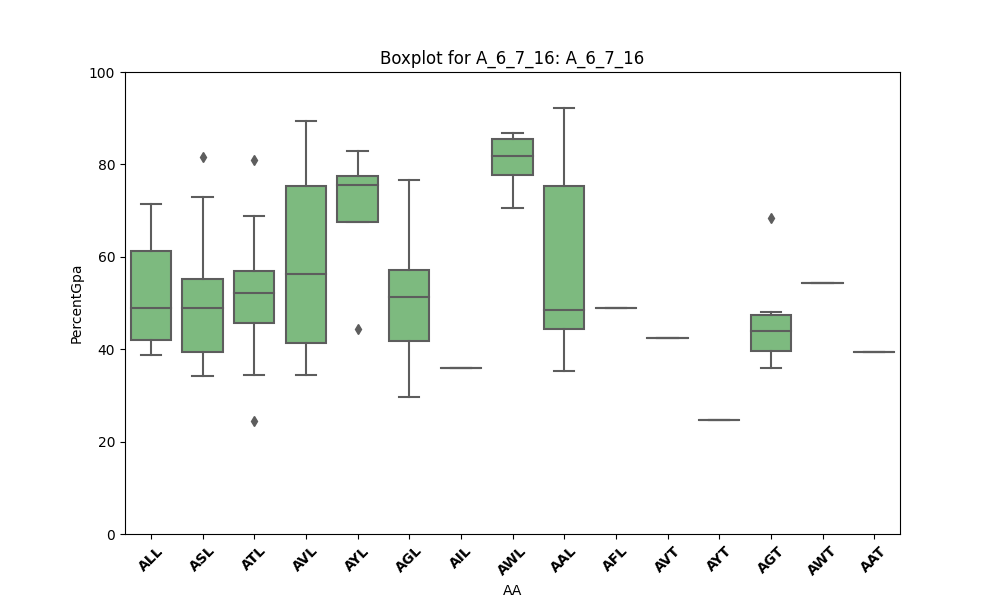 Boxplot for A_6_7_16: A_6_7_16
100
80
60
40
20
0
PercentGpa
ALL ASL ATL AVL AYL AGL AIL AWL AAL AFL AVT AYT AGT AWT AAT
AA